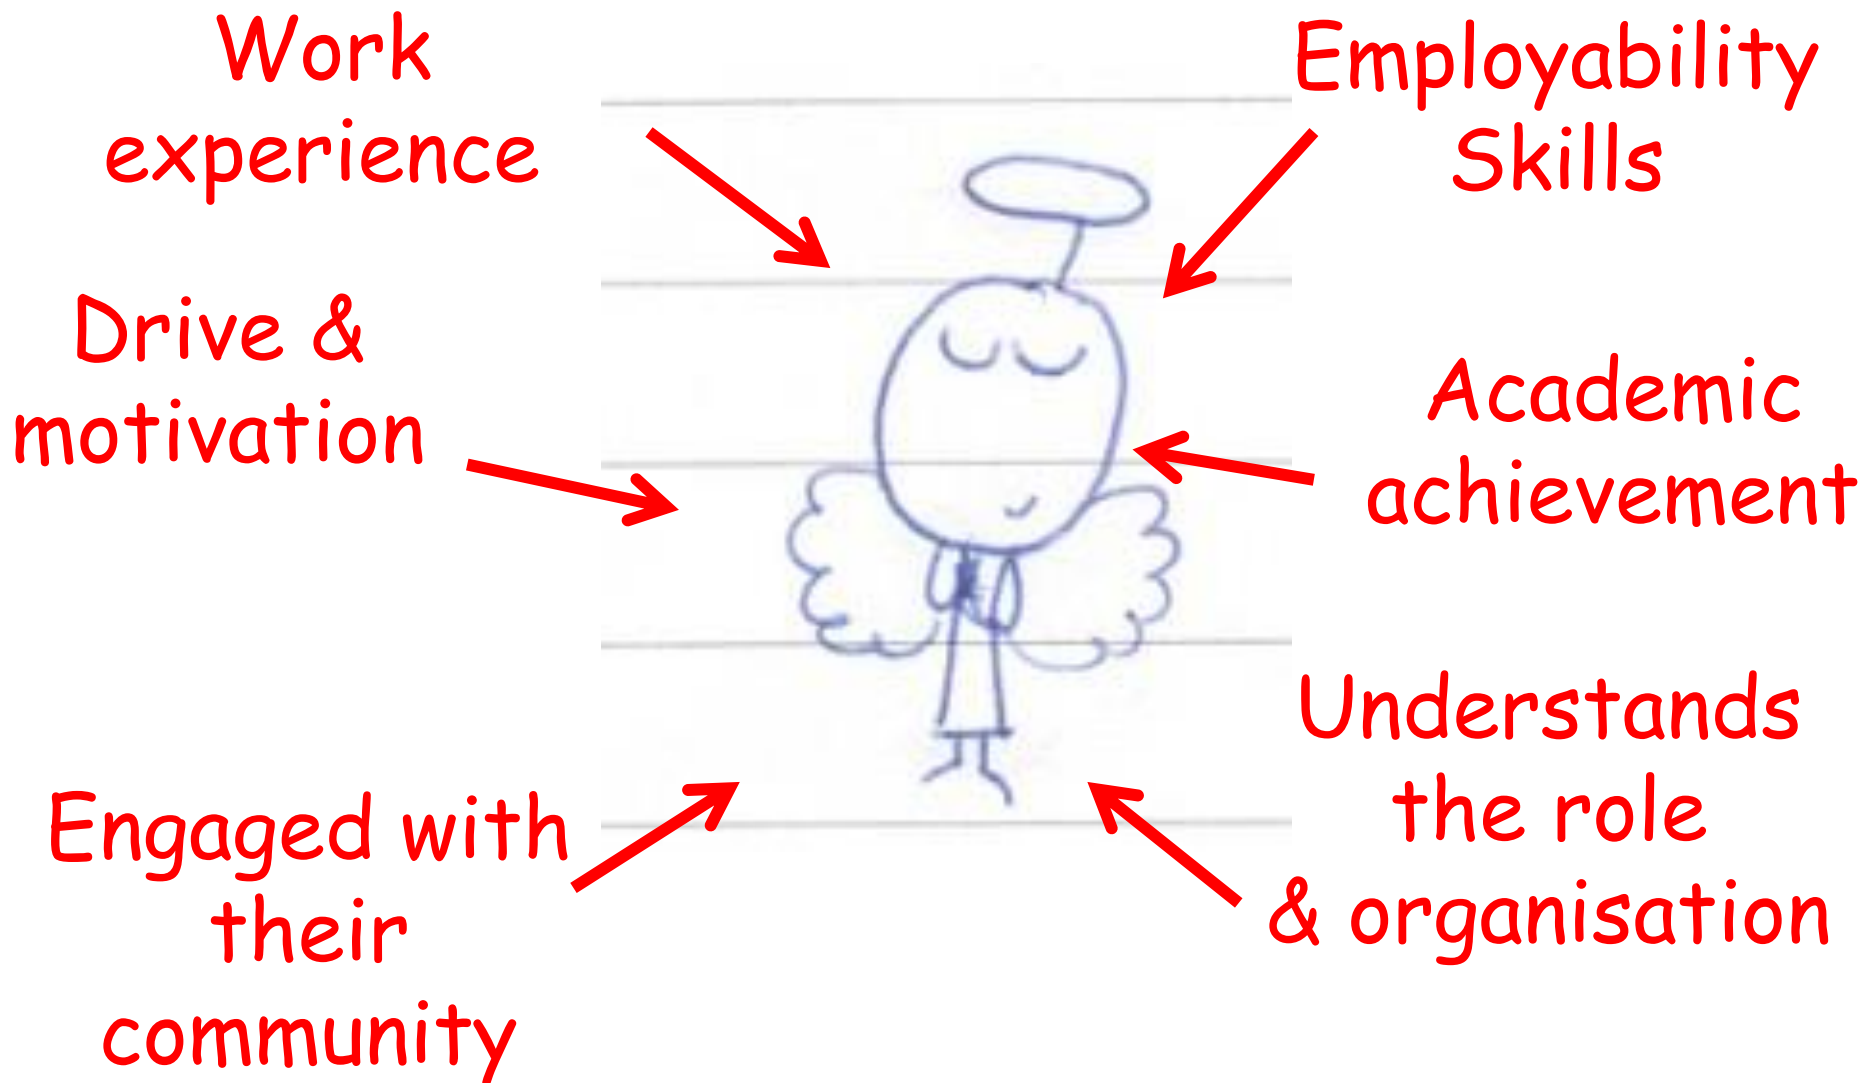 Work
experience
Employability
Skills
Drive &
motivation
Academic
achievement
Engaged with
their
community
Understands
the role
& organisation